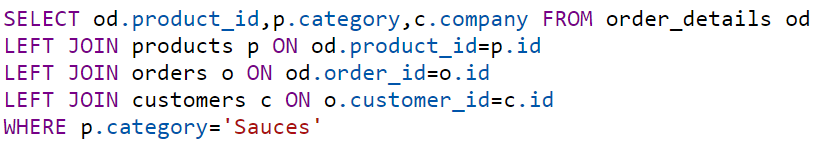 SELECT od.product_id,p.category,c.company FROM order_details od
LEFT JOIN products p ON od.product_id=p.id
LEFT JOIN orders o ON od.order_id=o.id
LEFT JOIN customers c ON o.customer_id=c.id
WHERE p.category='Sauces'